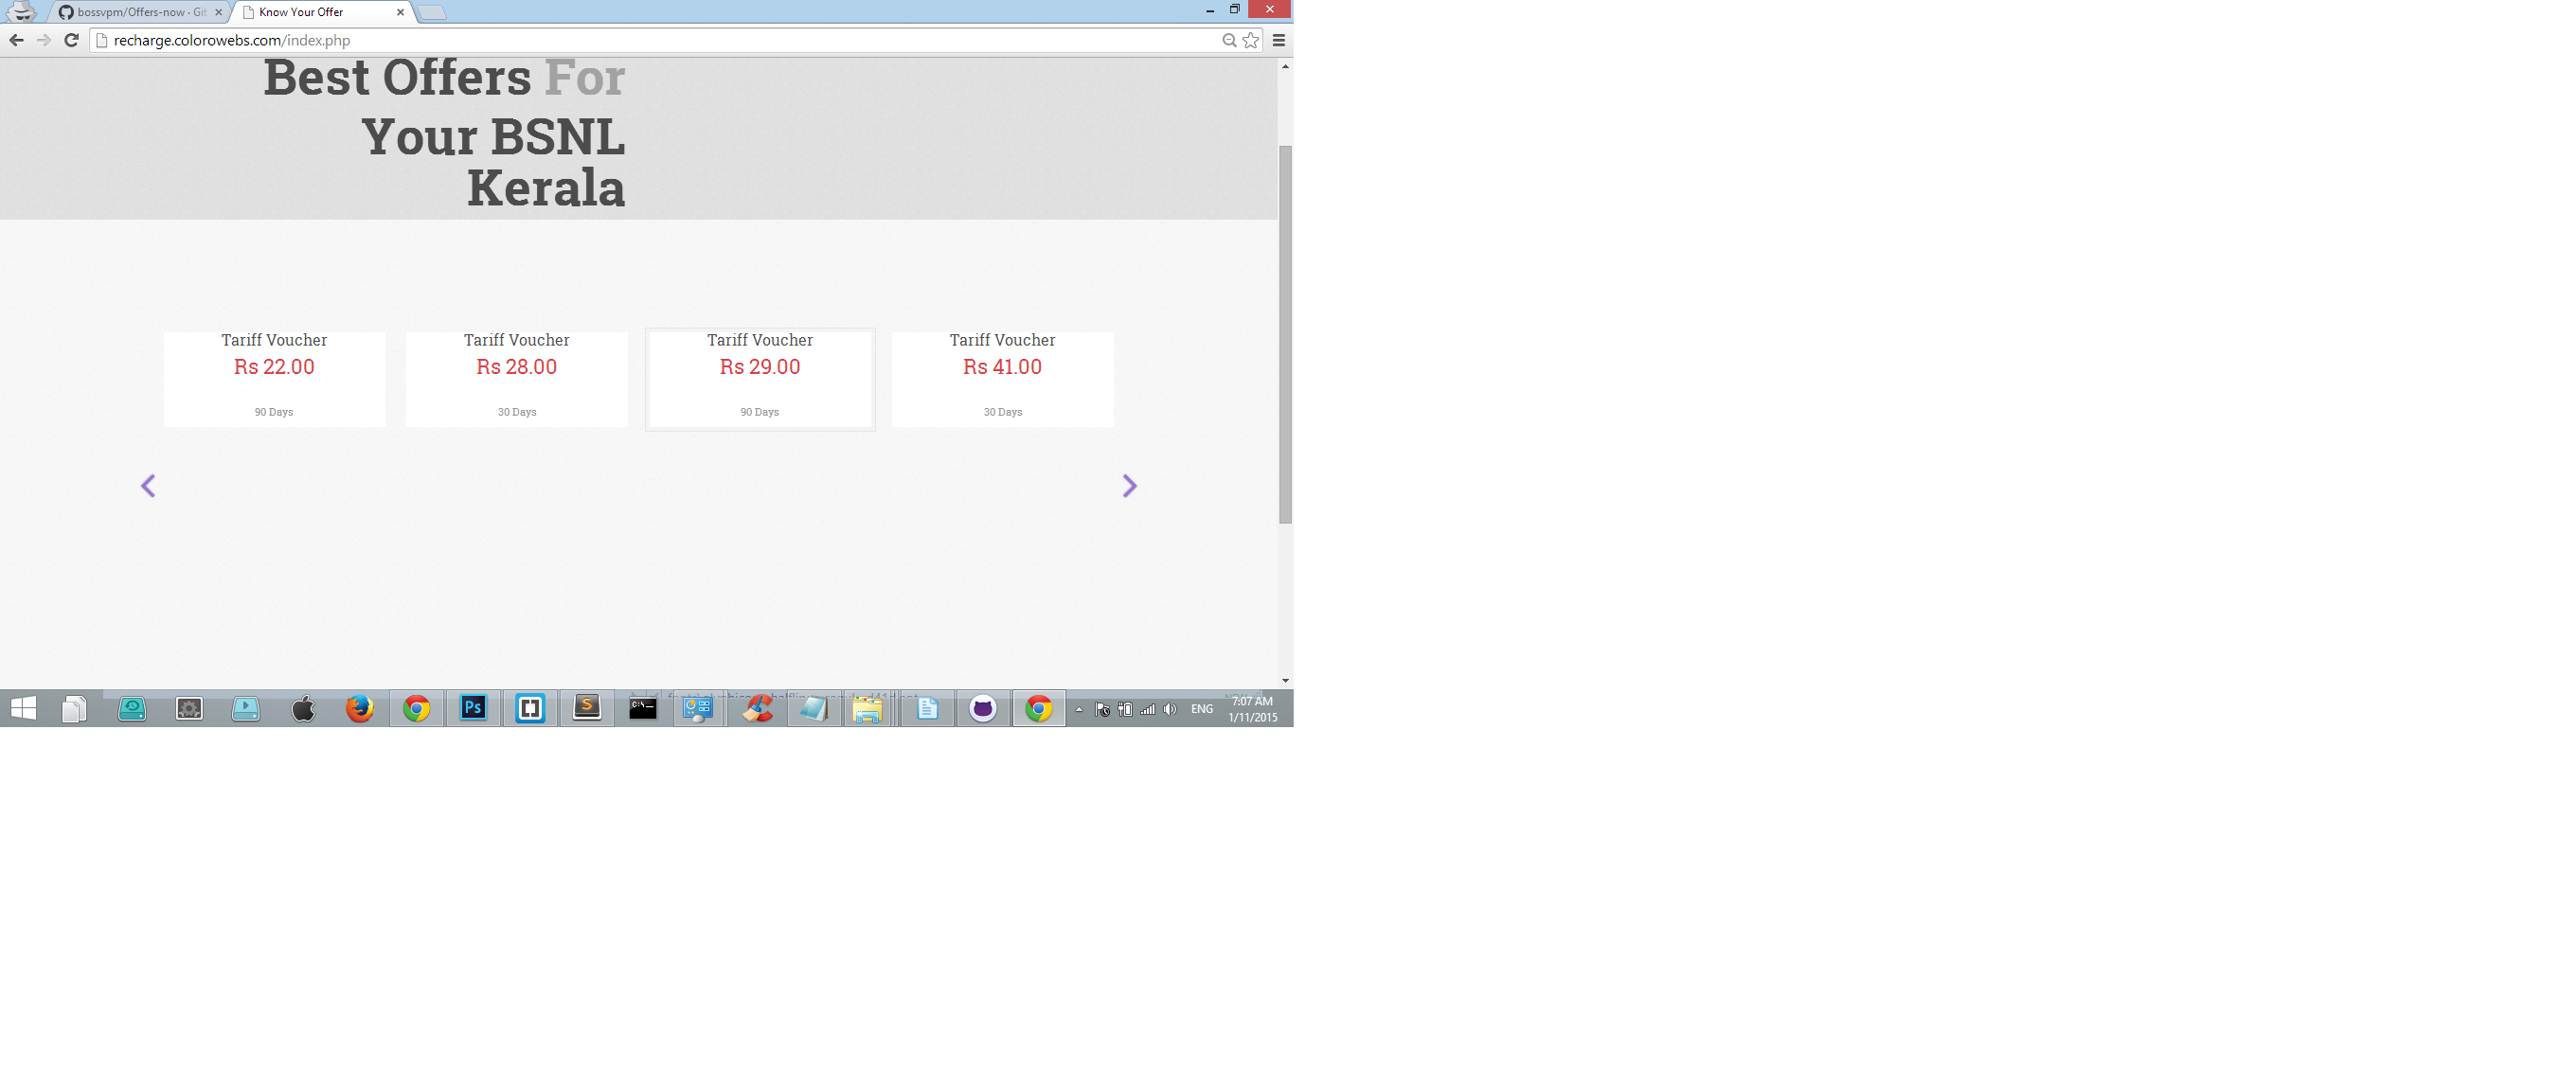 bossvpm/Offers-now · Git
Know Your Offer
recharge.colorowebs.com/index.php
Best Offers For
Your BSNL
Kerala
Tariff Voucher
Rs 22.00
90 Days
Tariff Voucher
Rs 28.00
30 Days
Tariff Voucher
Rs 29.00
90 Days
Tariff Voucher
Rs 41.00
30 Days
Ps
S
C:\
ENG
7:07 AM
1/11/2015